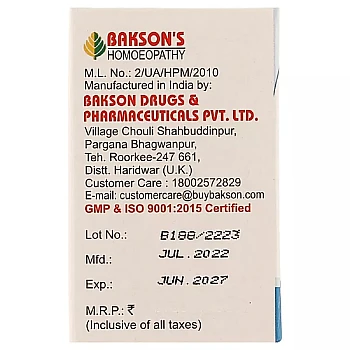 BAKSON'S
HOMOEOPATHY
M.L. No.: 2/UA/HPM/2010
Manufactured in India by:
BAKSON DRUGS &
PHARMACEUTICALS PVT. LTD.
Village Chouli Shahbuddinpur,
Pargana Bhagwanpur,
Teh. Roorkee-247 661,
Distt. Haridwar (U.K.)
Customer Care : 18002572829
E-mail: customercare@buybakson.com
GMP & ISO 9001:2015 Certified
Lot No.: B188/2223
Mfd.: JUL. 2022
Exp.: JUN. 2027
M.R.P.: ₹
(Inclusive of all taxes)